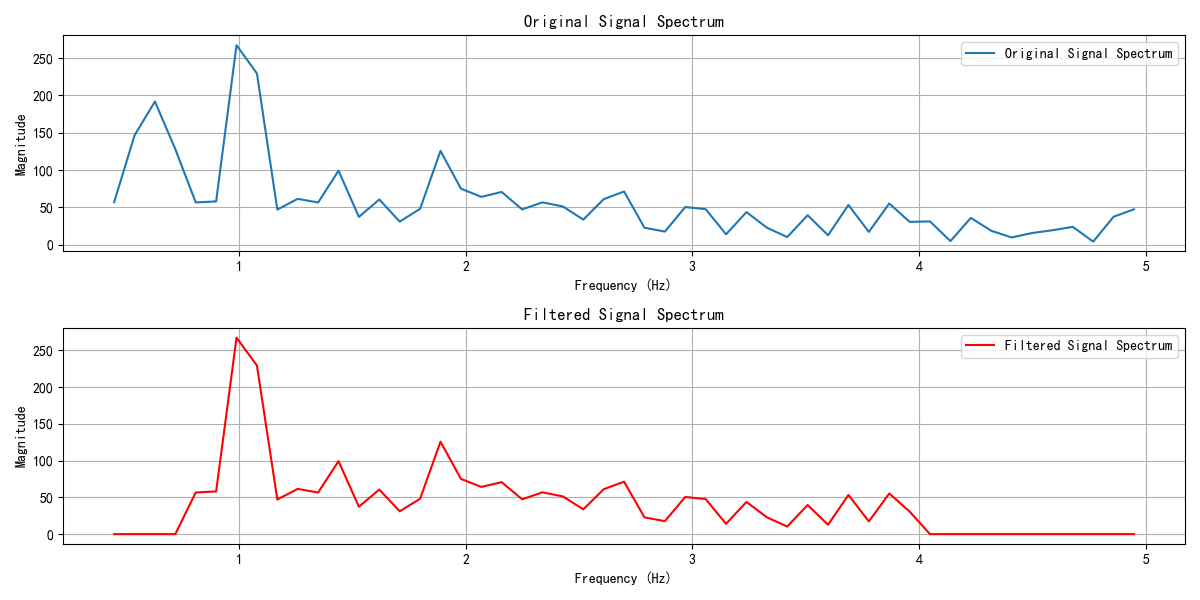 Original Signal Spectrum
Original Signal Spectrum
Magnitude
250
200
150
100
50
0
1 2 3 4 5
Frequency (Hz)
Filtered Signal Spectrum
Filtered Signal Spectrum
Magnitude
250
200
150
100
50
0
1 2 3 4 5
Frequency (Hz)